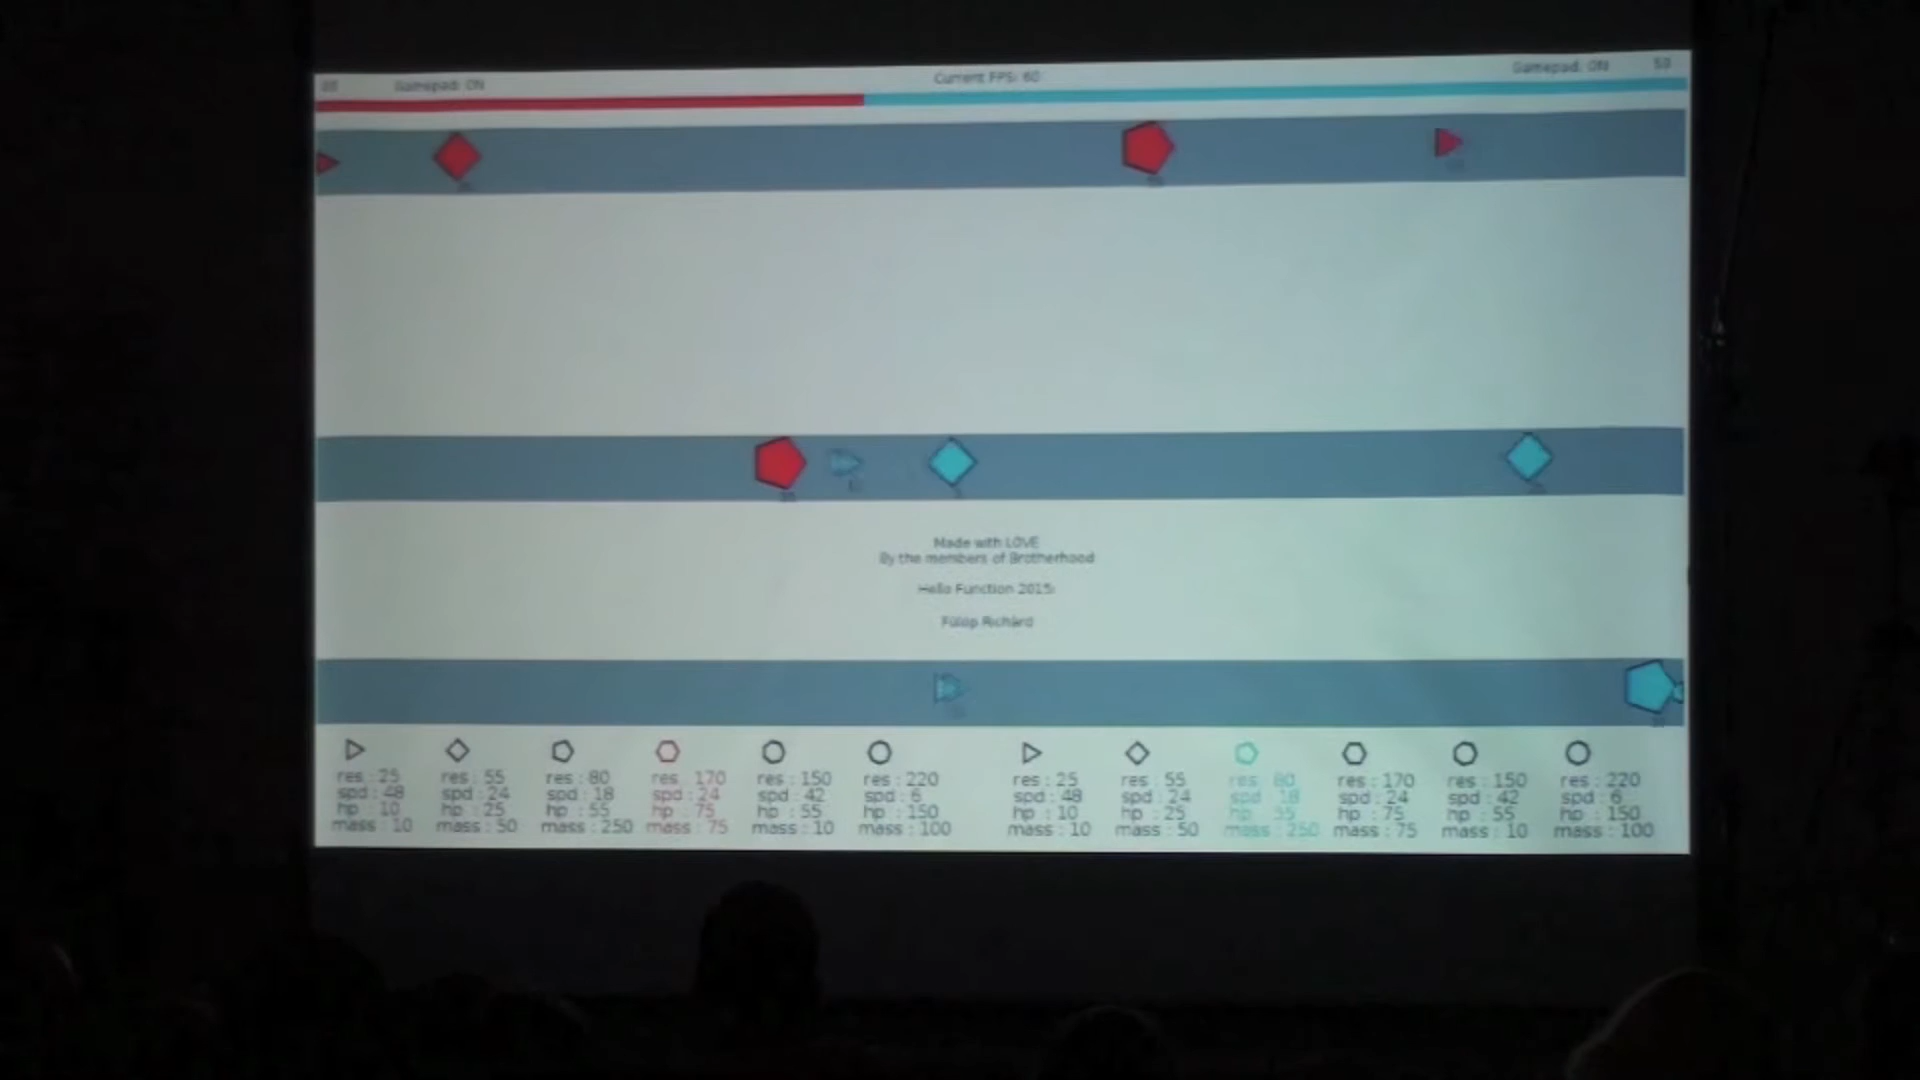 Gamepad: ON
Current FPS: 60
Gamepad: ON
50
Made with LOVE
By the members of Brotherhood
Hello Function 2015!
Fülöp Richárd
res : 25
spd : 48
hp : 10
mass : 10
res : 55
spd : 24
hp : 25
mass : 50
res : 80
spd : 18
hp : 55
mass : 250
res : 170
spd : 24
hp : 75
mass : 75
res : 150
spd : 42
hp : 55
mass : 10
res : 220
spd : 6
hp : 150
mass : 100
res : 25
spd : 48
hp : 10
mass : 10
res : 55
spd : 24
hp : 25
mass : 50
res : 80
spd : 18
hp : 55
mass : 250
res : 170
spd : 24
hp : 75
mass : 75
res : 150
spd : 42
hp : 55
mass : 10
res : 220
spd : 6
hp : 150
mass : 100